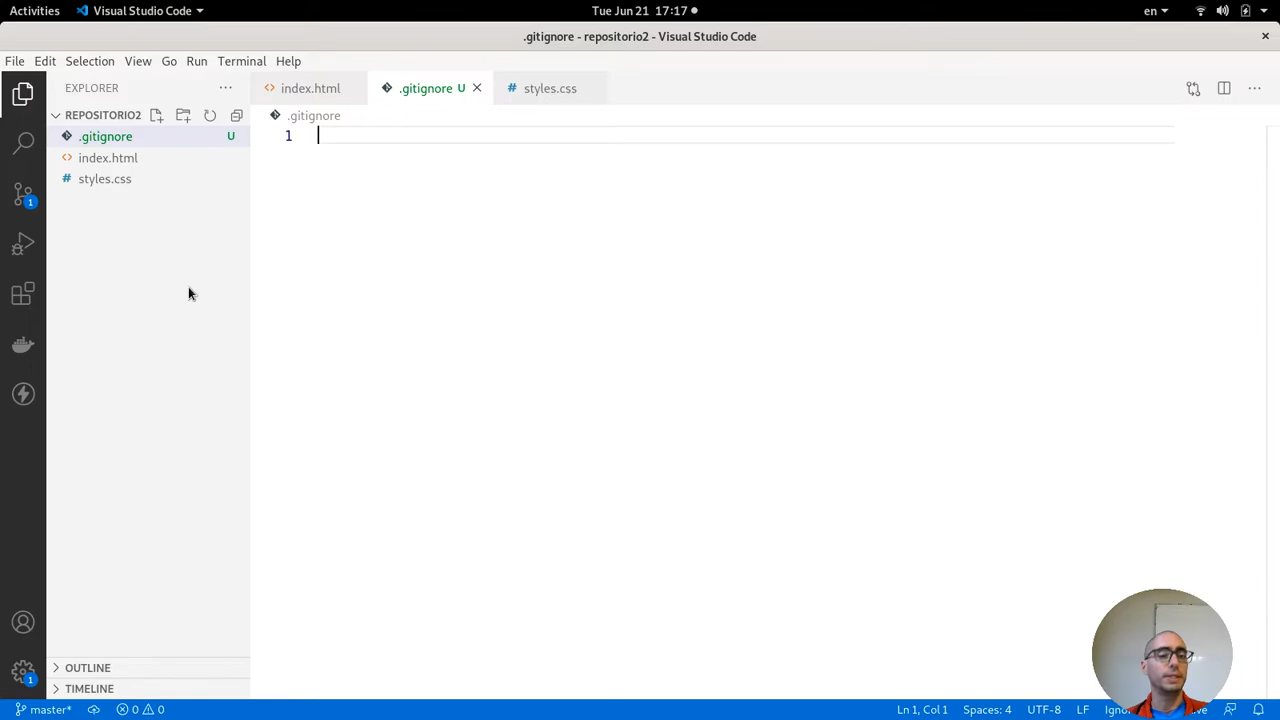 Activities Visual Studio Code Tue Jun 21 17:17 en
.gitignore - repositorio2 - Visual Studio Code
File Edit Selection View Go Run Terminal Help
EXPLORER
index.html .gitignore U styles.css
REPOSITORIO2
.gitignore
.gitignore U
1
index.html
styles.css
1
OUTLINE
TIMELINE
1
master* 0 0 Ln 1, Col 1 Spaces: 4 UTF-8 LF